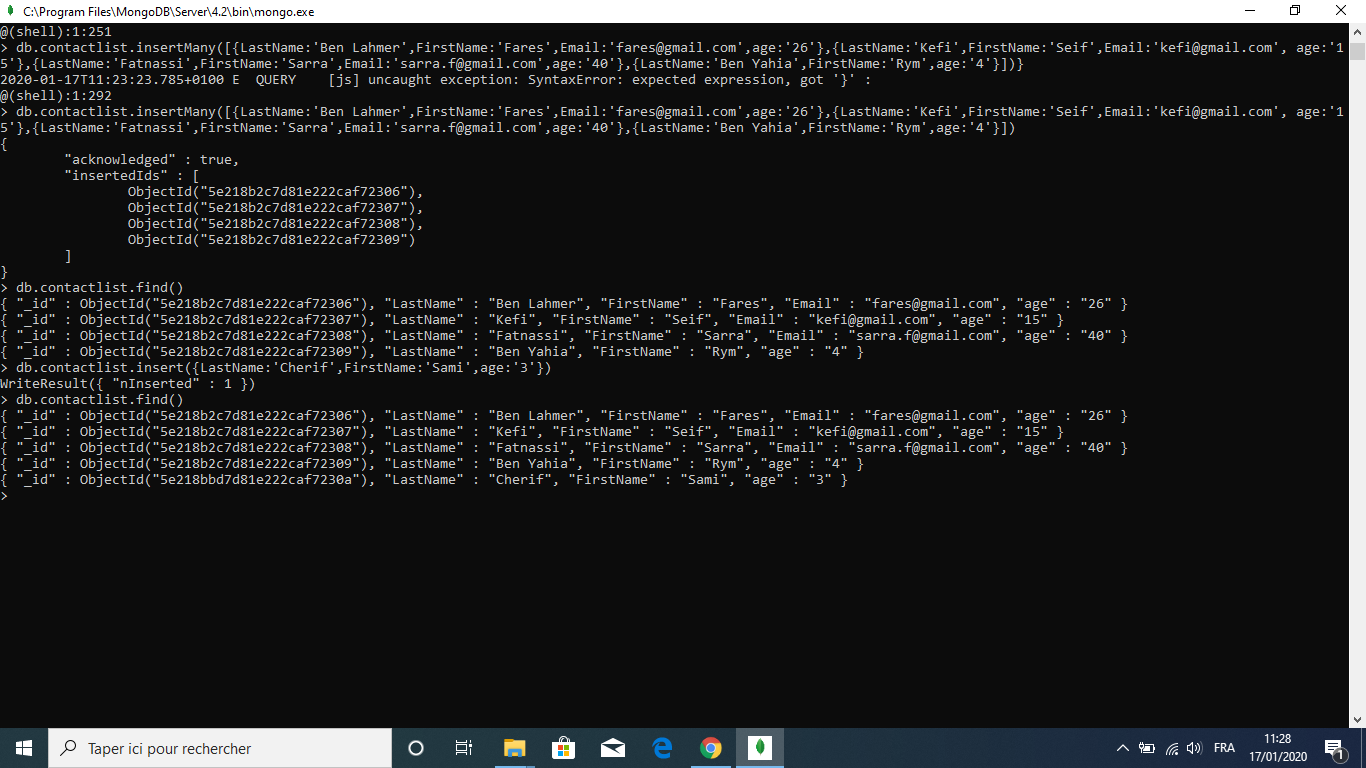 C:\Program Files\MongoDB\Server\4.2\bin\mongo.exe
@(shell):1:251
> db.contactlist.insertMany([{LastName:'Ben Lahmer',FirstName:'Fares',Email:'fares@gmail.com',age:'26'},{LastName:'Kefi',FirstName:'Seif',Email:'kefi@gmail.com', age:'1
5'},{LastName:'Fatnassi',FirstName:'Sarra',Email:'sarra.f@gmail.com',age:'40'},{LastName:'Ben Yahia',FirstName:'Rym',age:'4'}])}
2020-01-17T11:23:23.785+0100 E  QUERY    [js] uncaught exception: SyntaxError: expected expression, got '}' :
@(shell):1:292
> db.contactlist.insertMany([{LastName:'Ben Lahmer',FirstName:'Fares',Email:'fares@gmail.com',age:'26'},{LastName:'Kefi',FirstName:'Seif',Email:'kefi@gmail.com', age:'1
5'},{LastName:'Fatnassi',FirstName:'Sarra',Email:'sarra.f@gmail.com',age:'40'},{LastName:'Ben Yahia',FirstName:'Rym',age:'4'}])
{
"acknowledged" : true,
"insertedIds" : [
ObjectId("5e218b2c7d81e222caf72306"),
ObjectId("5e218b2c7d81e222caf72307"),
ObjectId("5e218b2c7d81e222caf72308"),
ObjectId("5e218b2c7d81e222caf72309")
]
}
> db.contactlist.find()
{ "_id" : ObjectId("5e218b2c7d81e222caf72306"), "LastName" : "Ben Lahmer", "FirstName" : "Fares", "Email" : "fares@gmail.com", "age" : "26" }
{ "_id" : ObjectId("5e218b2c7d81e222caf72307"), "LastName" : "Kefi", "FirstName" : "Seif", "Email" : "kefi@gmail.com", "age" : "15" }
{ "_id" : ObjectId("5e218b2c7d81e222caf72308"), "LastName" : "Fatnassi", "FirstName" : "Sarra", "Email" : "sarra.f@gmail.com", "age" : "40" }
{ "_id" : ObjectId("5e218b2c7d81e222caf72309"), "LastName" : "Ben Yahia", "FirstName" : "Rym", "age" : "4" }
> db.contactlist.insert({LastName:'Cherif',FirstName:'Sami',age:'3'})
WriteResult({ "nInserted" : 1 })
> db.contactlist.find()
{ "_id" : ObjectId("5e218b2c7d81e222caf72306"), "LastName" : "Ben Lahmer", "FirstName" : "Fares", "Email" : "fares@gmail.com", "age" : "26" }
{ "_id" : ObjectId("5e218b2c7d81e222caf72307"), "LastName" : "Kefi", "FirstName" : "Seif", "Email" : "kefi@gmail.com", "age" : "15" }
{ "_id" : ObjectId("5e218b2c7d81e222caf72308"), "LastName" : "Fatnassi", "FirstName" : "Sarra", "Email" : "sarra.f@gmail.com", "age" : "40" }
{ "_id" : ObjectId("5e218b2c7d81e222caf72309"), "LastName" : "Ben Yahia", "FirstName" : "Rym", "age" : "4" }
{ "_id" : ObjectId("5e218bbd7d81e222caf7230a"), "LastName" : "Cherif", "FirstName" : "Sami", "age" : "3" }
>
Taper ici pour rechercher
FRA
11:28
17/01/2020
1